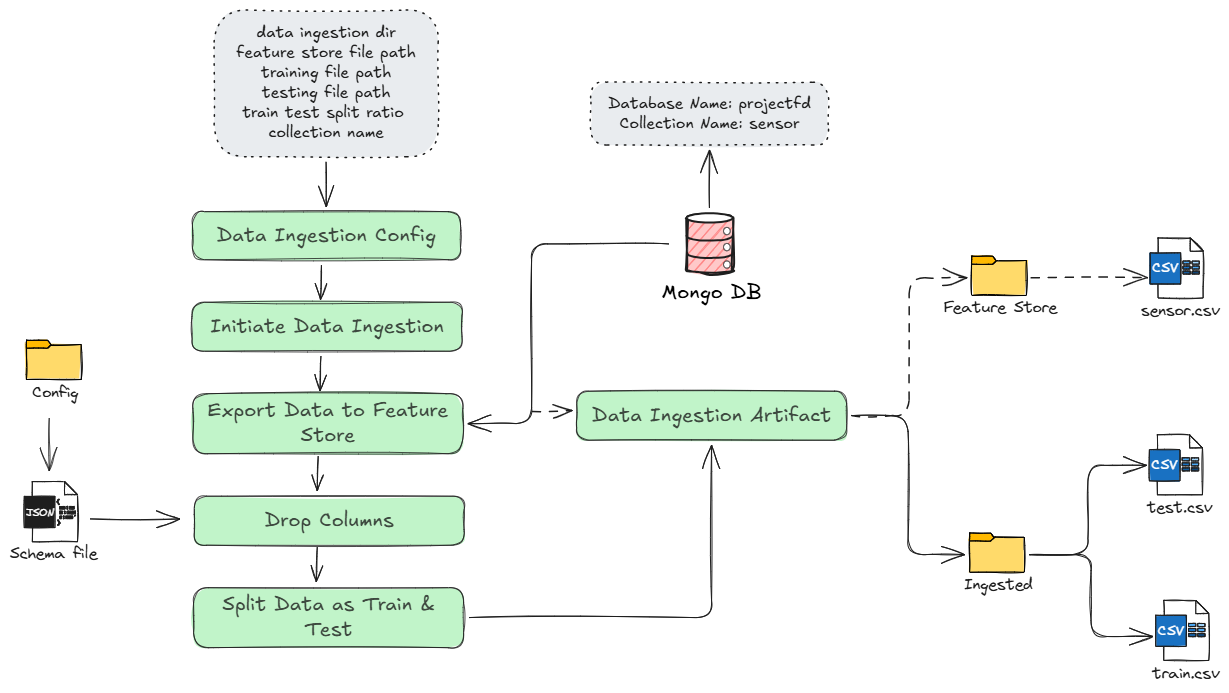 data ingestion dir
feature store file path
training file path
testing file path
train test split ratio
collection name
Database Name: projectfd
Collection Name: sensor
Data Ingestion Config
Mongo DB
CSV
sensor.csv
Feature Store
Initiate Data Ingestion
Config
Export Data to Feature
Store
Data Ingestion Artifact
CSV
test.csv
JSON
Schema file
Drop Columns
Ingested
Split Data as Train &
Test
CSV
train.csv